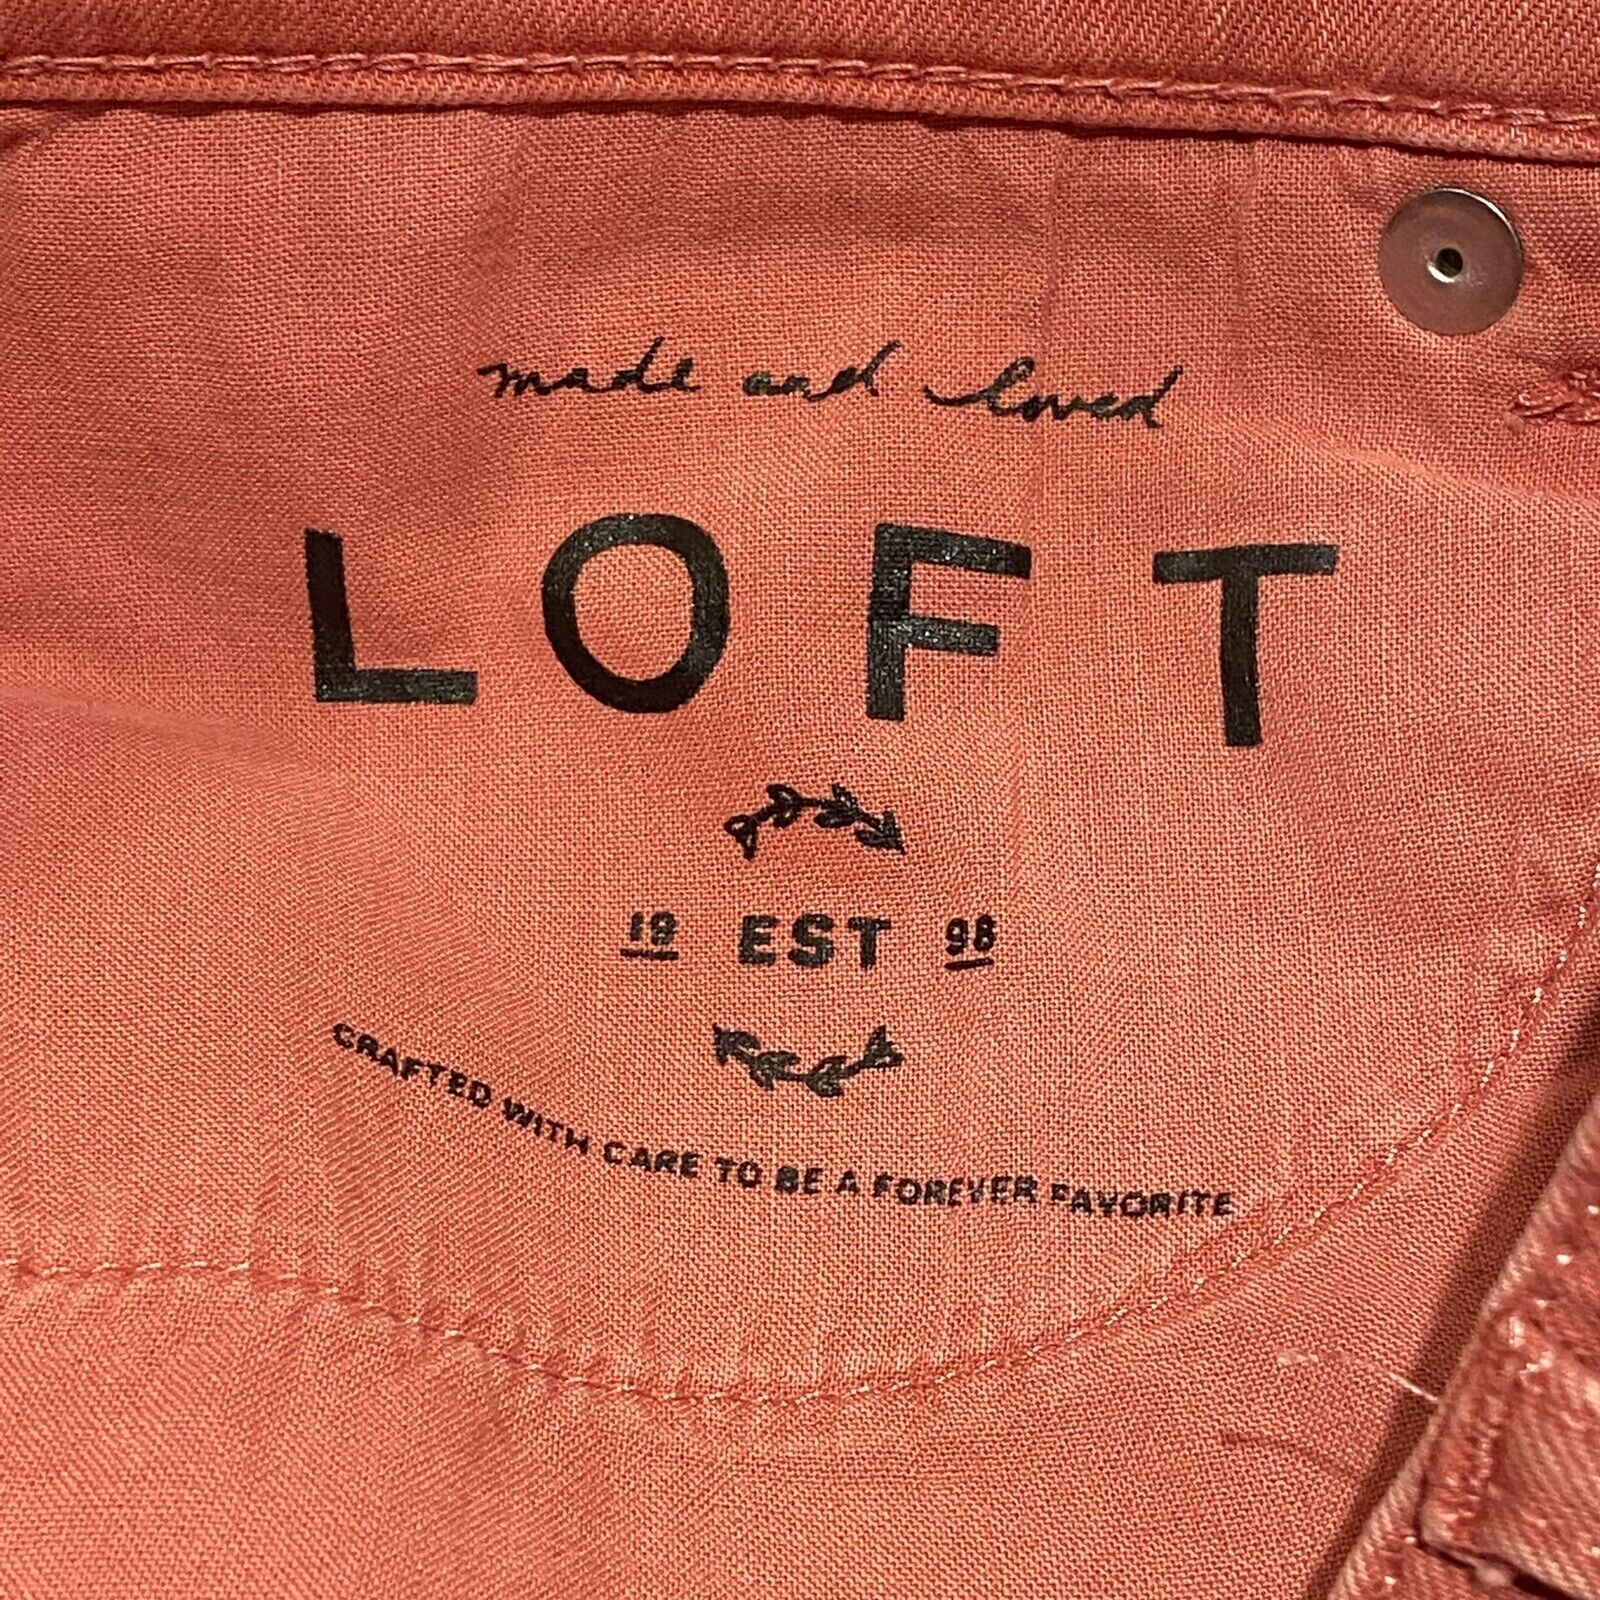 made and loved
LOFT
19 EST 98
CRAFTED WITH CARE TO BE A FOREVER FAVORITE